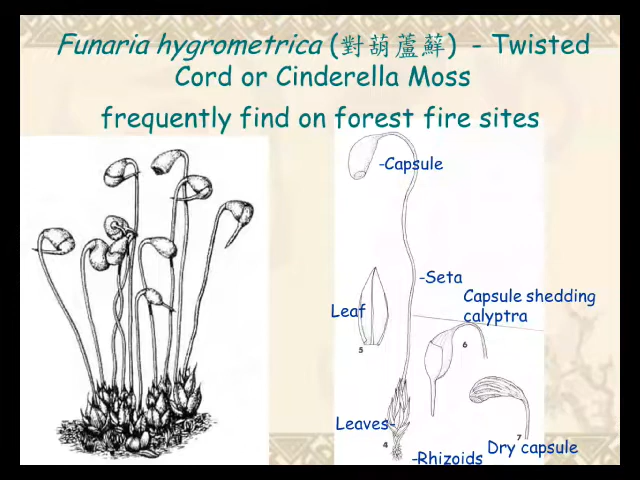 Funaria hygrometrica (對葫蘆蘚) - Twisted
Cord or Cinderella Moss
frequently find on forest fire sites
-Capsule
-Seta
Capsule shedding
calyptra
Leaf
5
6
Leaves-
4
7
Dry capsule
-Rhizoids